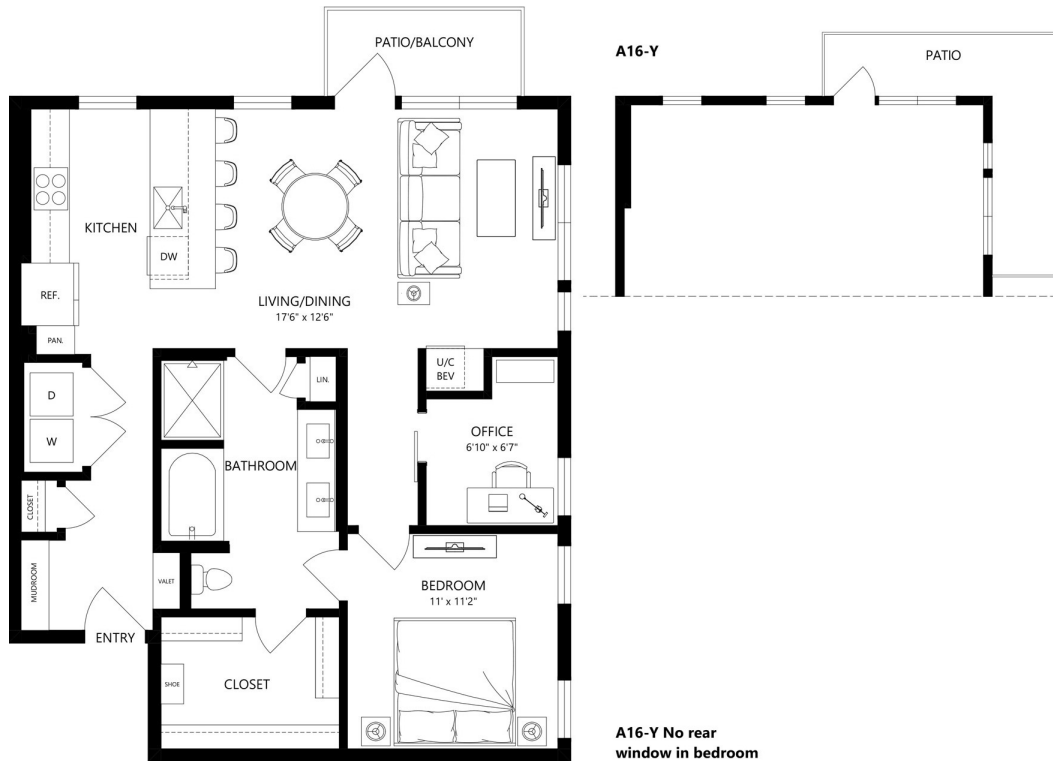 PATIO/BALCONY
A16-Y
PATIO
KITCHEN
DW
REF.
LIVING/DINING
17'6" x 12'6"
PAN.
U/C
BEV
LIN.
D
W
OFFICE
6'10" x 6'7"
BATHROOM
CLOSET
MUDROOM
VALET
BEDROOM
11' x 11'2"
ENTRY
SHOE
CLOSET
A16-Y No rear
window in bedroom